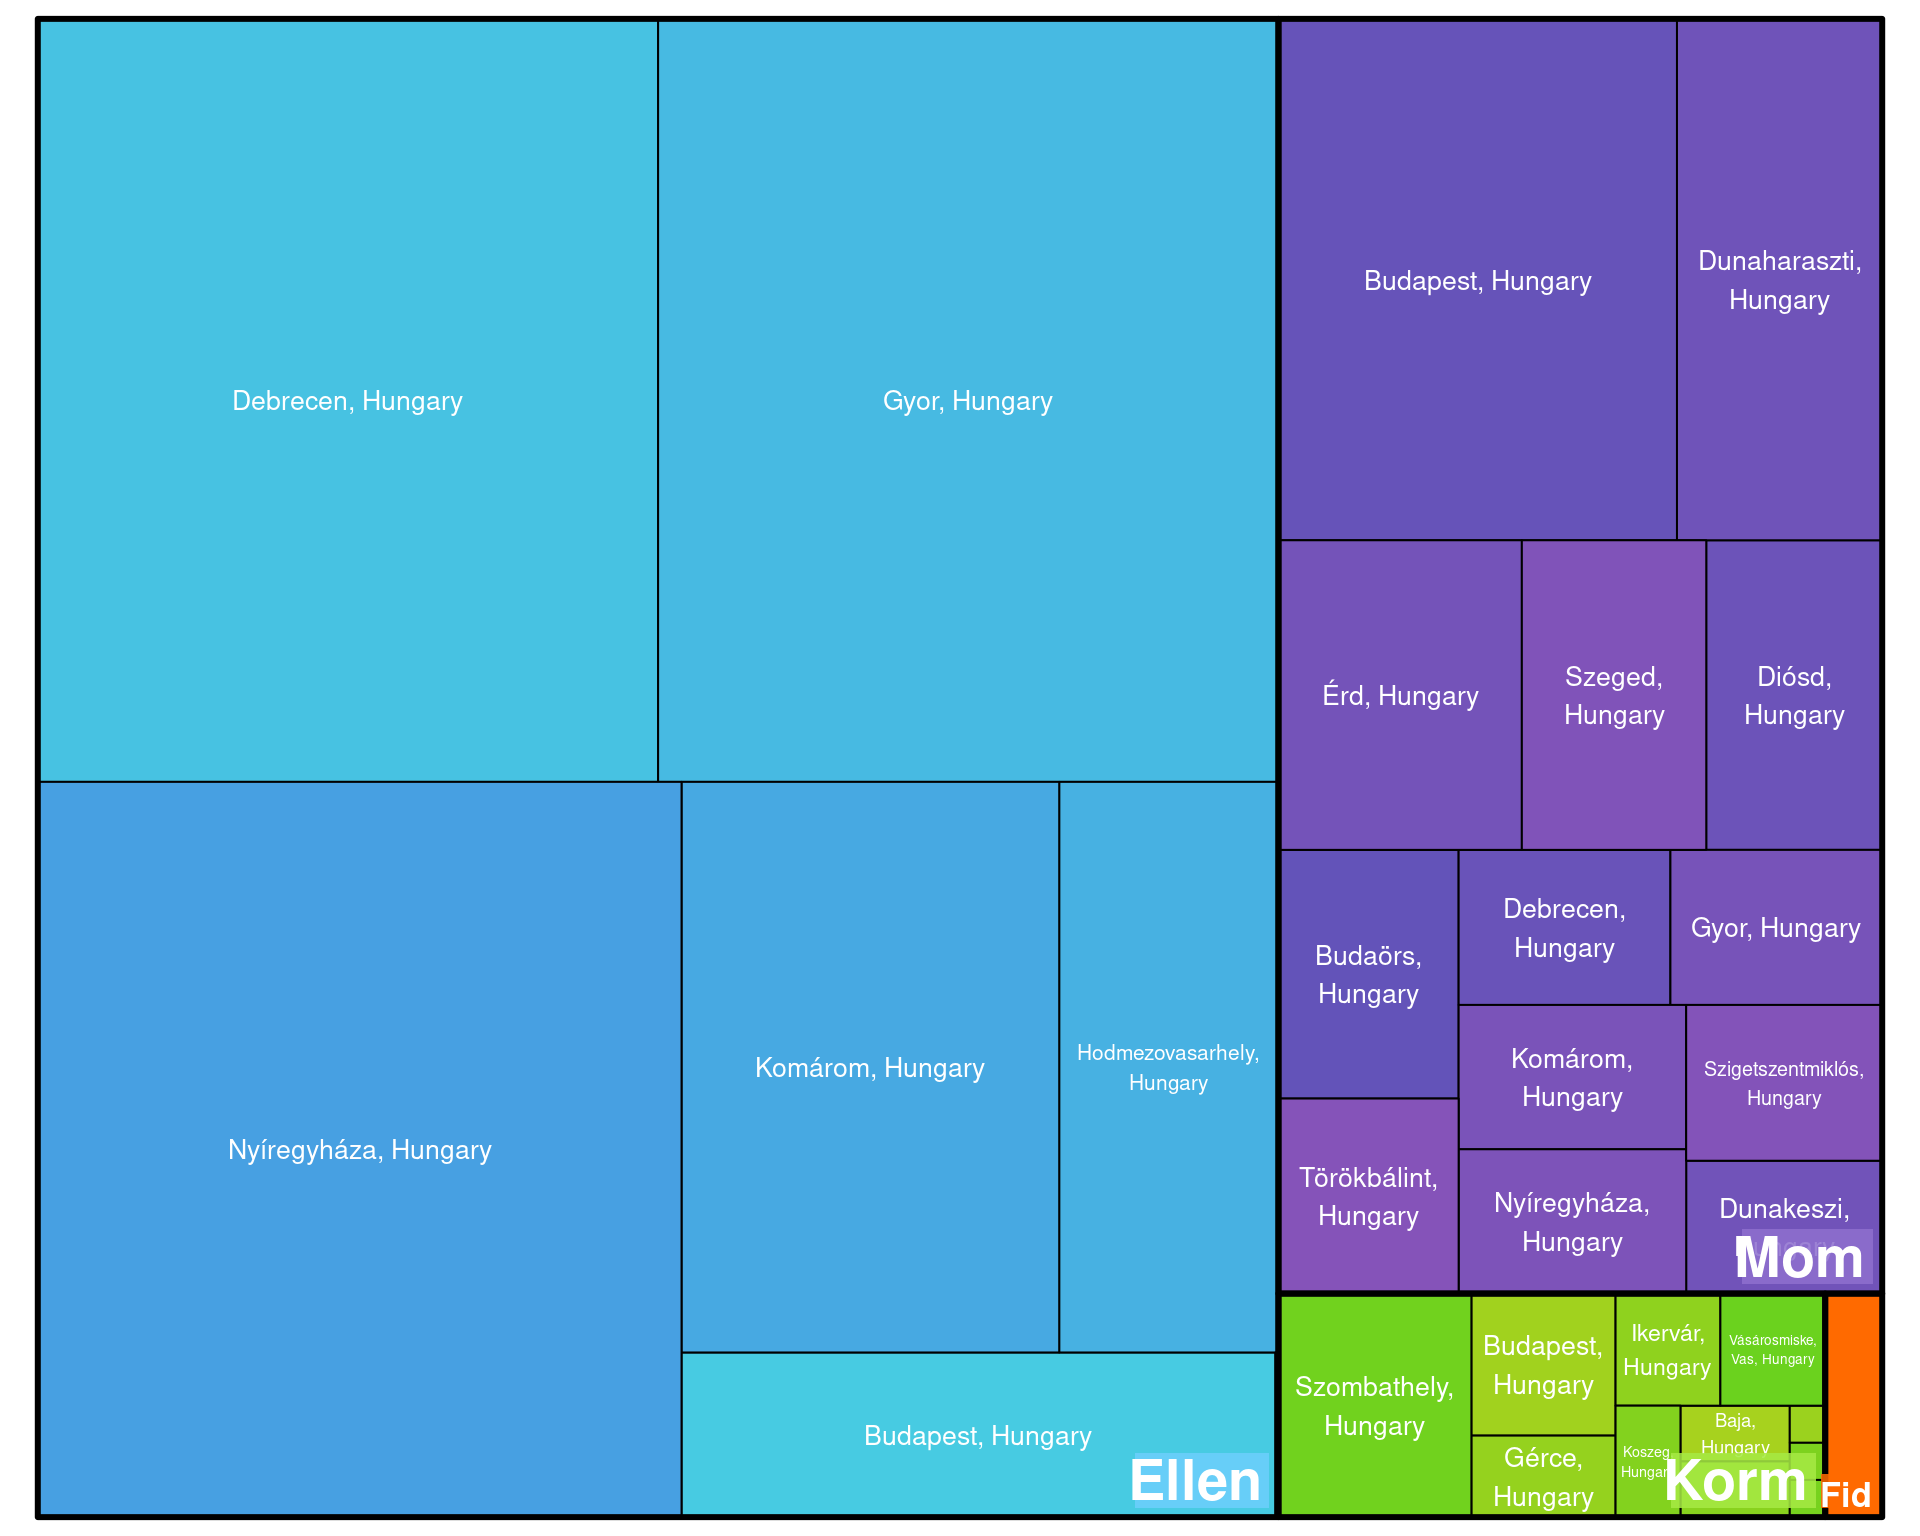 Debrecen, Hungary
Gyor, Hungary
Nyíregyháza, Hungary
Komárom, Hungary
Hodmezovasarhely,
Hungary
Budapest, Hungary
Ellen
Budapest, Hungary
Dunaharaszti,
Hungary
Érd, Hungary
Szeged,
Hungary
Diósd,
Hungary
Budaörs,
Hungary
Debrecen,
Hungary
Gyor, Hungary
Komárom,
Hungary
Szigetszentmiklós,
Hungary
Törökbálint,
Hungary
Nyíregyháza,
Hungary
Dunakeszi,
Mom
Szombathely,
Hungary
Budapest,
Hungary
Gérce,
Hungary
Ikervár,
Hungary
Vásárosmiske,
Vas, Hungary
Koszeg,
Hungary
Baja,
Hungary
Korm
Fid